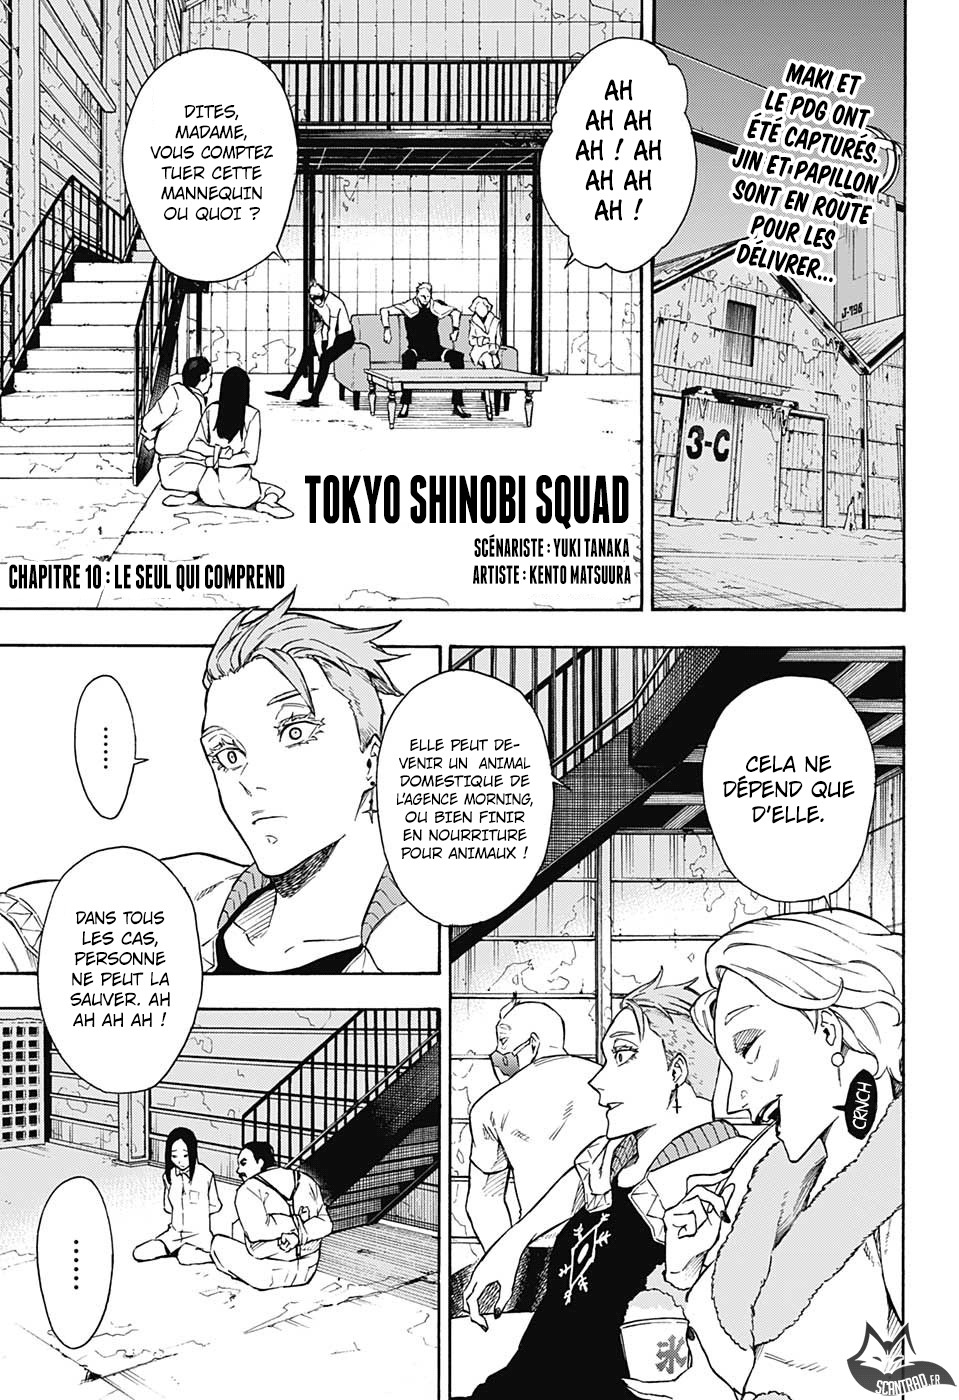 MAKI ET
LE PDG ONT
ÉTÉ CAPTURÉS.
JIN ET PAPILLON
SONT EN ROUTE
POUR LES
DÉLIVRER...
J-796
3-C
AH
AH AH
AH ! AH
AH AH
AH !
DITES,
MADAME,
VOUS COMPTEZ
TUER CETTE
MANNEQUIN
OU QUOI ?
TOKYO SHINOBI SQUAD
SCÉNARISTE : YUKI TANAKA
ARTISTE : KENTO MATSUURA
CHAPITRE 10 : LE SEUL QUI COMPREND
CELA NE
DÉPEND QUE
D'ELLE.
CRNCH
氷
ELLE PEUT DE-
VENIR UN ANIMAL
DOMESTIQUE DE
L'AGENCE MORNING,
OU BIEN FINIR
EN NOURRITURE
POUR ANIMAUX !
......
DANS TOUS
LES CAS,
PERSONNE
NE PEUT LA
SAUVER. AH
AH AH AH !
......
SCANTRAD.FR